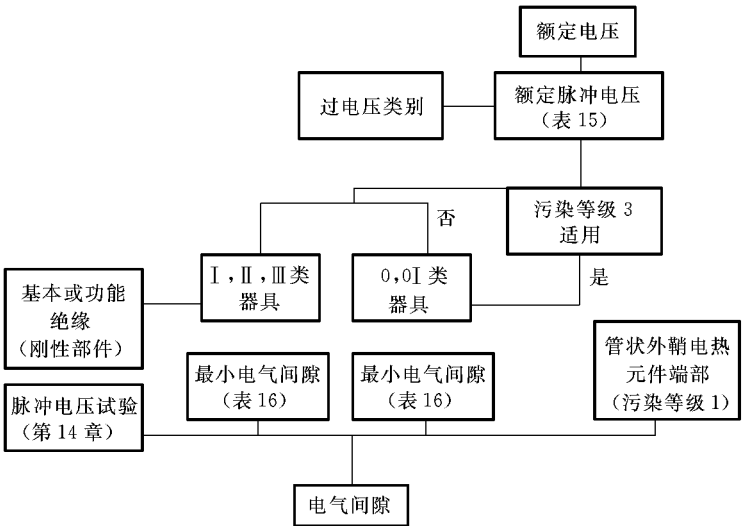 额定电压
过电压类别
额定脉冲电压
(表 15)
污染等级 3
适用
否
是
Ⅰ,Ⅱ,Ⅲ类
器具
0,0Ⅰ类
器具
基本或功能
绝缘
(刚性部件)
最小电气间隙
(表 16)
最小电气间隙
(表 16)
管状外鞘电热
元件端部
(污染等级 1)
脉冲电压试验
(第 14 章)
电气间隙